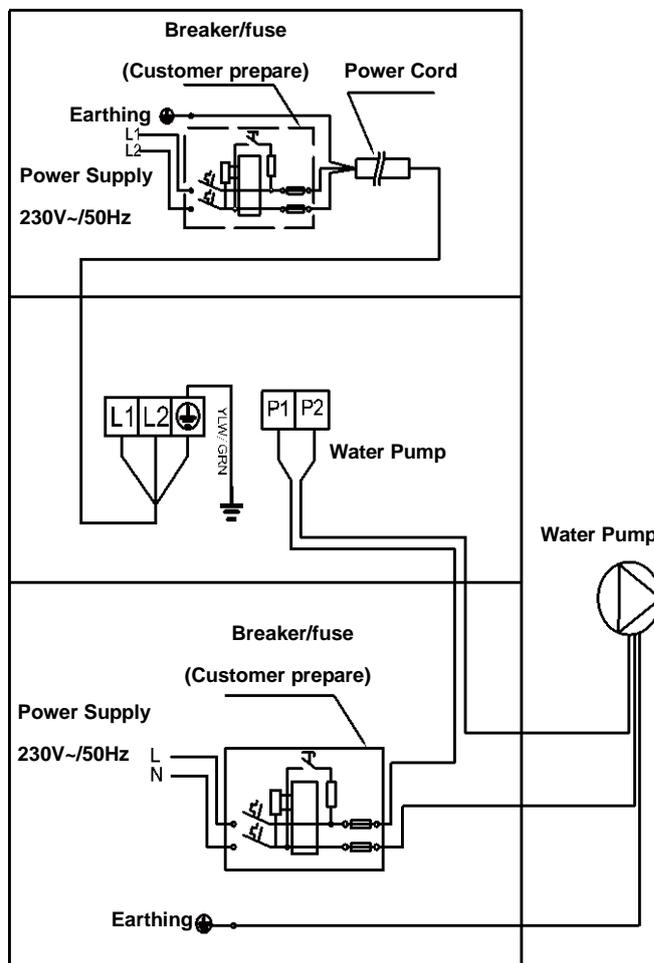 Breaker/fuse
(Customer prepare)
Power Cord
Earthing
L1
L2
Power Supply
230V~/50Hz
L1 L2
YLW/GRN
P1 P2
Water Pump
Water Pump
Breaker/fuse
(Customer prepare)
Power Supply
230V~/50Hz
L
N
Earthing